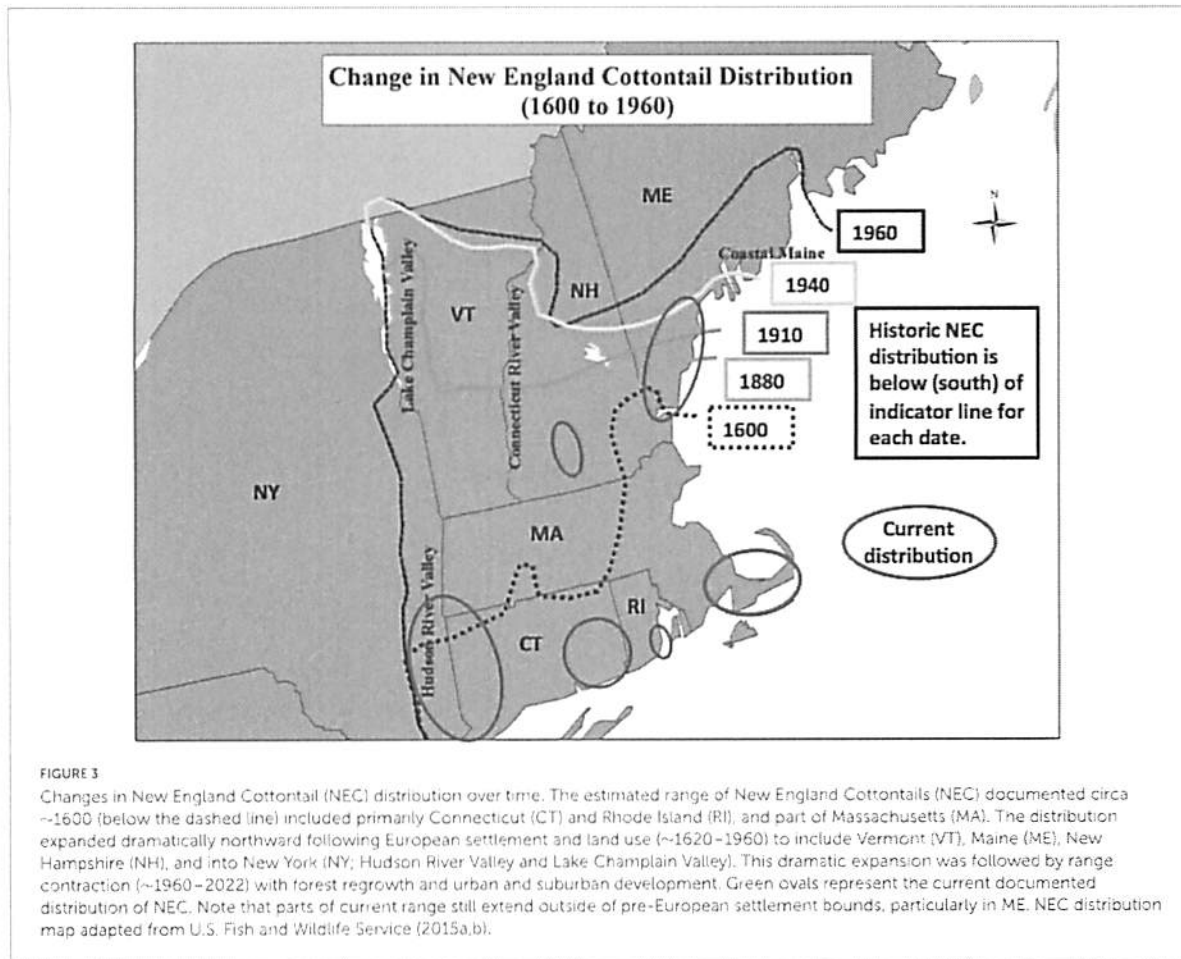 Change in New England Cottontail Distribution
(1600 to 1960)
N
ME
1960
Coastal Maine
1940
NH
VT
1910
Historic NEC
distribution is
below (south) of
indicator line for
each date.
1880
1600
Lake Champlain Valley
Connecticut River Valley
NY
MA
Current
distribution
RI
CT
Hudson River Valley
FIGURE 3
Changes in New England Cottontail (NEC) distribution over time. The estimated range of New England Cottontails (NEC) documented circa
~1600 (below the dashed line) included primarily Connecticut (CT) and Rhode Island (RI), and part of Massachusetts (MA). The distribution
expanded dramatically northward following European settlement and land use (~1620–1960) to include Vermont (VT), Maine (ME), New
Hampshire (NH), and into New York (NY; Hudson River Valley and Lake Champlain Valley). This dramatic expansion was followed by range
contraction (~1960–2022) with forest regrowth and urban and suburban development. Green ovals represent the current documented
distribution of NEC. Note that parts of current range still extend outside of pre-European settlement bounds, particularly in ME. NEC distribution
map adapted from U.S. Fish and Wildlife Service (2015a,b).